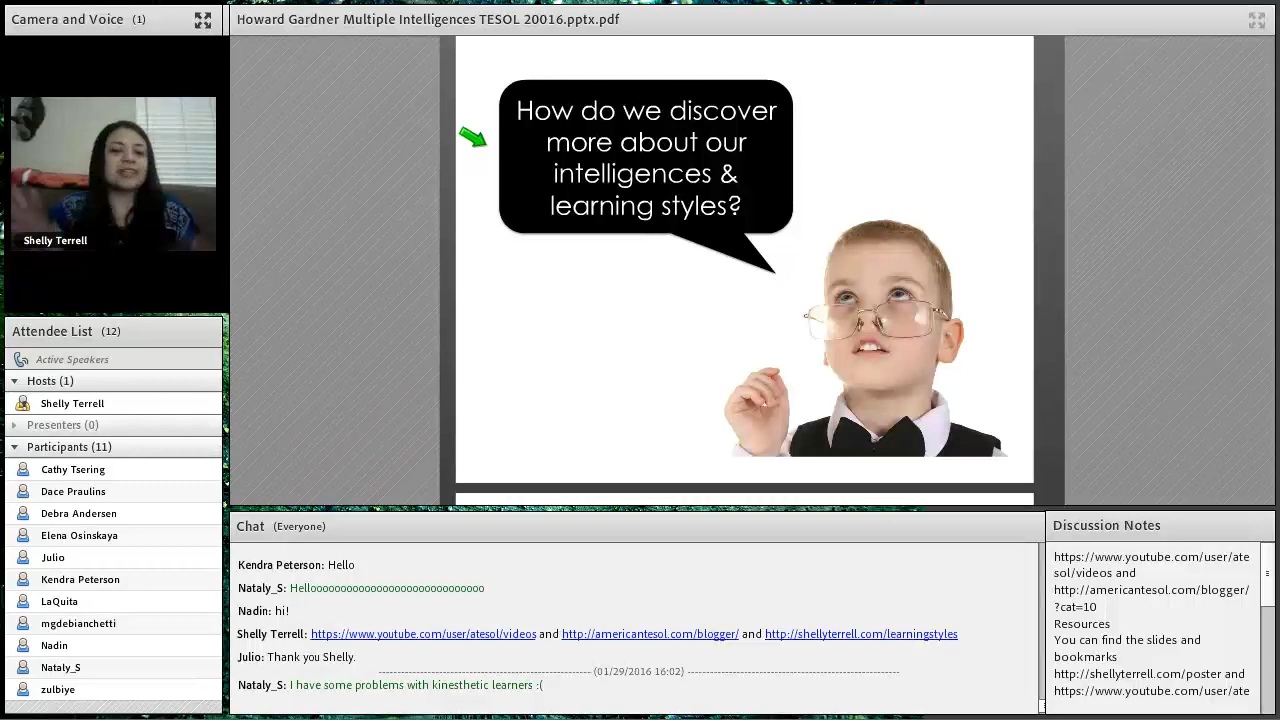 Camera and Voice (1)
Shelly Terrell
Attendee List (12)
Active Speakers
Hosts (1)
Shelly Terrell
Presenters (0)
Participants (11)
Cathy Tsering
Dace Praulins
Debra Andersen
Elena Osinskaya
Julio
Kendra Peterson
LaQuita
mgdebianchetti
Nadin
Nataly_S
zulbiye
Howard Gardner Multiple Intelligences TESOL 20016.pptx.pdf
How do we discover
more about our
intelligences &
learning styles?
Chat (Everyone)
Kendra Peterson: Hello
Nataly_S: Hellooooooooooooooooooooooooooooo
Nadin: hi!
Shelly Terrell: https://www.youtube.com/user/atesol/videos and http://americantesol.com/blogger/ and http://shellyterrell.com/learningstyles
Julio: Thank you Shelly.
(01/29/2016 16:02)
Nataly_S: I have some problems with kinesthetic learners :(
Discussion Notes
https://www.youtube.com/user/ate
sol/videos and
http://americantesol.com/blogger/
?cat=10
Resources
You can find the slides and
bookmarks
http://shellyterrell.com/poster and
https://www.youtube.com/user/ate